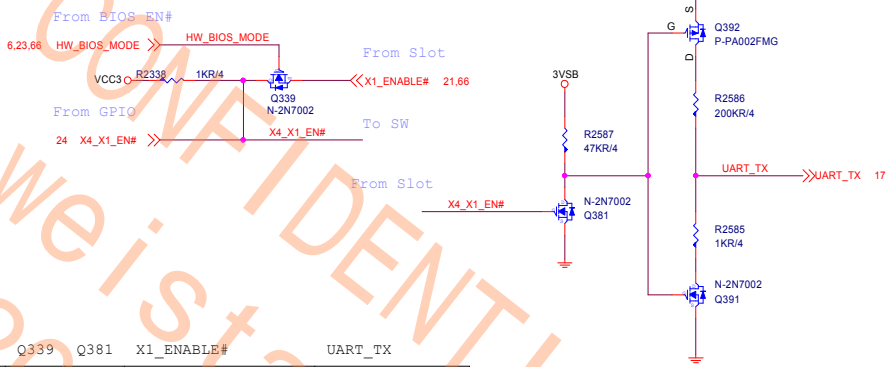 From BIOS EN#
6,23,66 HW_BIOS_MODE
HW_BIOS_MODE
From Slot
VCC3
R2338
1KR/4
X1_ENABLE# 21,66
Q339
N-2N7002
From GPIO
24 X4_X1_EN#
X4_X1_EN#
To SW
3VSB
R2587
47KR/4
From Slot
X4_X1_EN#
N-2N7002
Q381
S
G
D
Q392
P-PA002FMG
R2586
200KR/4
UART_TX
UART_TX 17
R2585
1KR/4
N-2N7002
Q391
Q339 Q381 X1_ENABLE# UART_TX
CONFIDENTI
weist